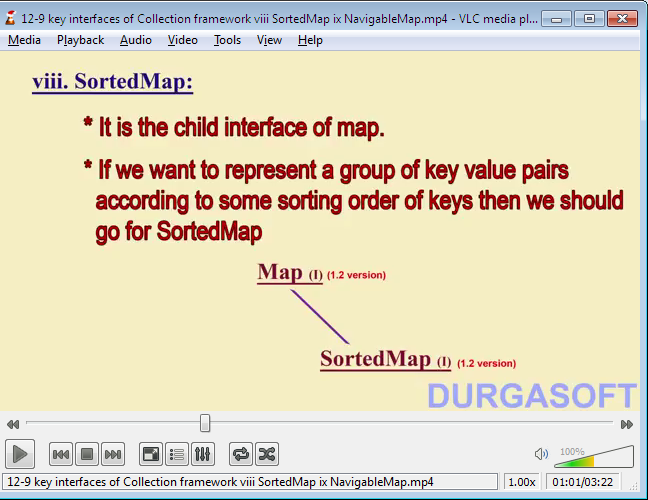 12-9 key interfaces of Collection framework viii SortedMap ix NavigableMap.mp4 - VLC media pl...
Media Playback Audio Video Tools View Help
viii. SortedMap:
* It is the child interface of map.
* If we want to represent a group of key value pairs
according to some sorting order of keys then we should
go for SortedMap
Map (I) (1.2 version)
SortedMap (I) (1.2 version)
DURGASOFT
100%
12-9 key interfaces of Collection framework viii SortedMap ix NavigableMap.mp4 1.00x 01:01/03:22